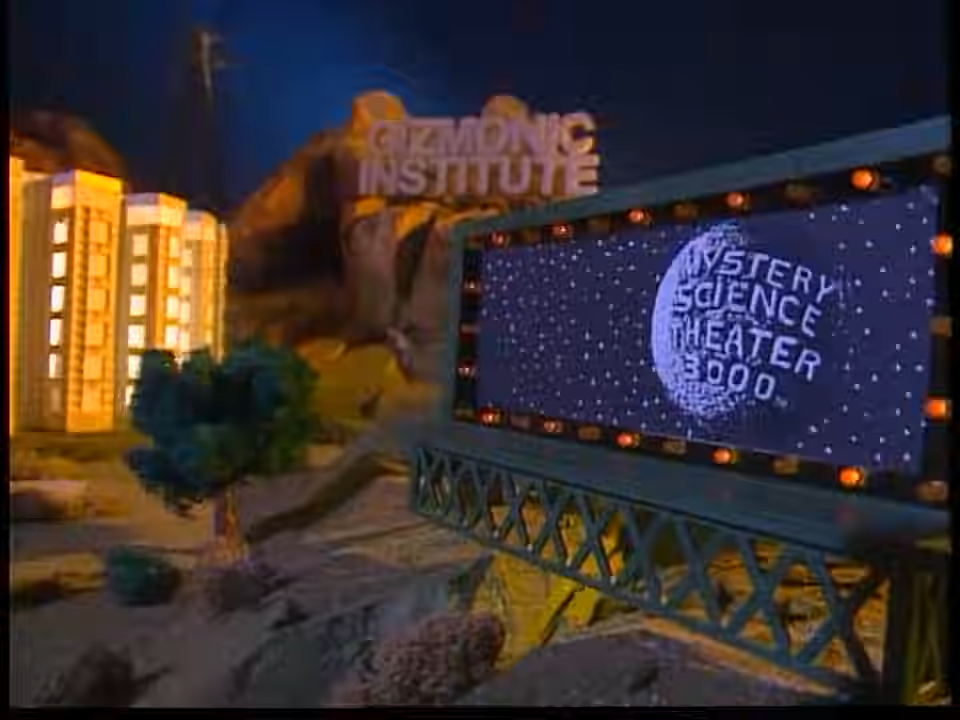 GIZMONIC
INSTITUTE
MYSTERY
SCIENCE
THEATER
3000